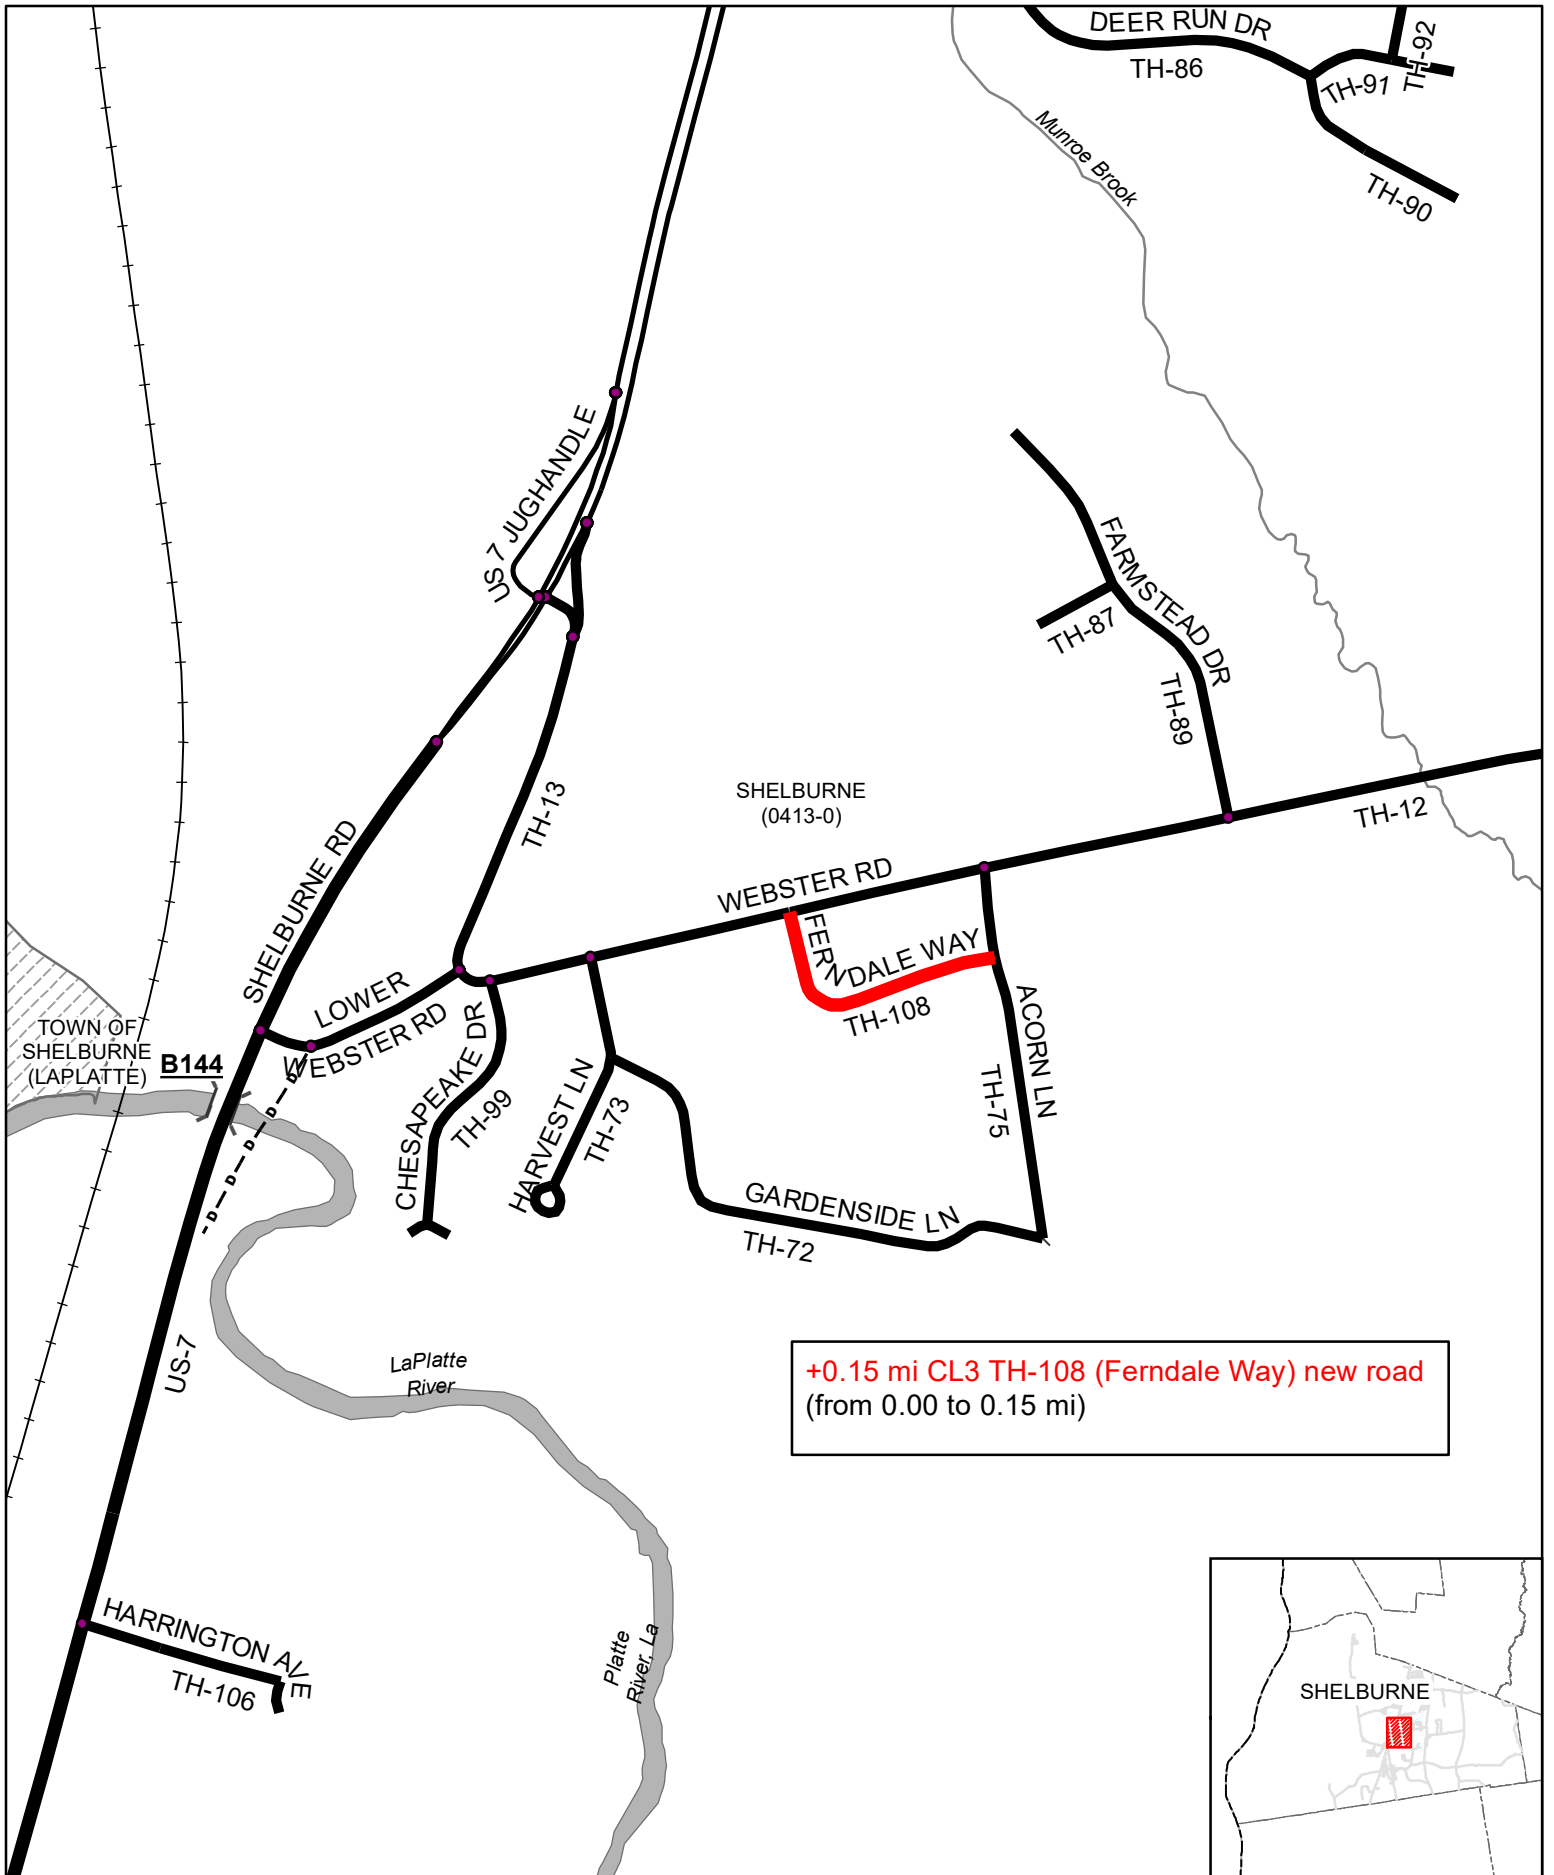 DEER RUN DR
TH-86
TH-91
TH-92
TH-90
Munroe Brook
US 7 JUGHANDLE
FARMSTEAD DR
TH-87
TH-89
TH-13
SHELBURNE
(0413-0)
TH-12
SHELBURNE RD
WEBSTER RD
FERNDALE WAY
TH-108
LOWER
WEBSTER RD
ACORN LN
TH-75
TOWN OF
SHELBURNE
(LAPLATTE)
B144
D
D
D
D
CHESAPEAKE DR
TH-99
HARVEST LN
TH-73
GARDENSIDE LN
TH-72
US-7
LaPlatte
River
+0.15 mi CL3 TH-108 (Ferndale Way) new road
(from 0.00 to 0.15 mi)
HARRINGTON AVE
TH-106
Platte
River, La
SHELBURNE